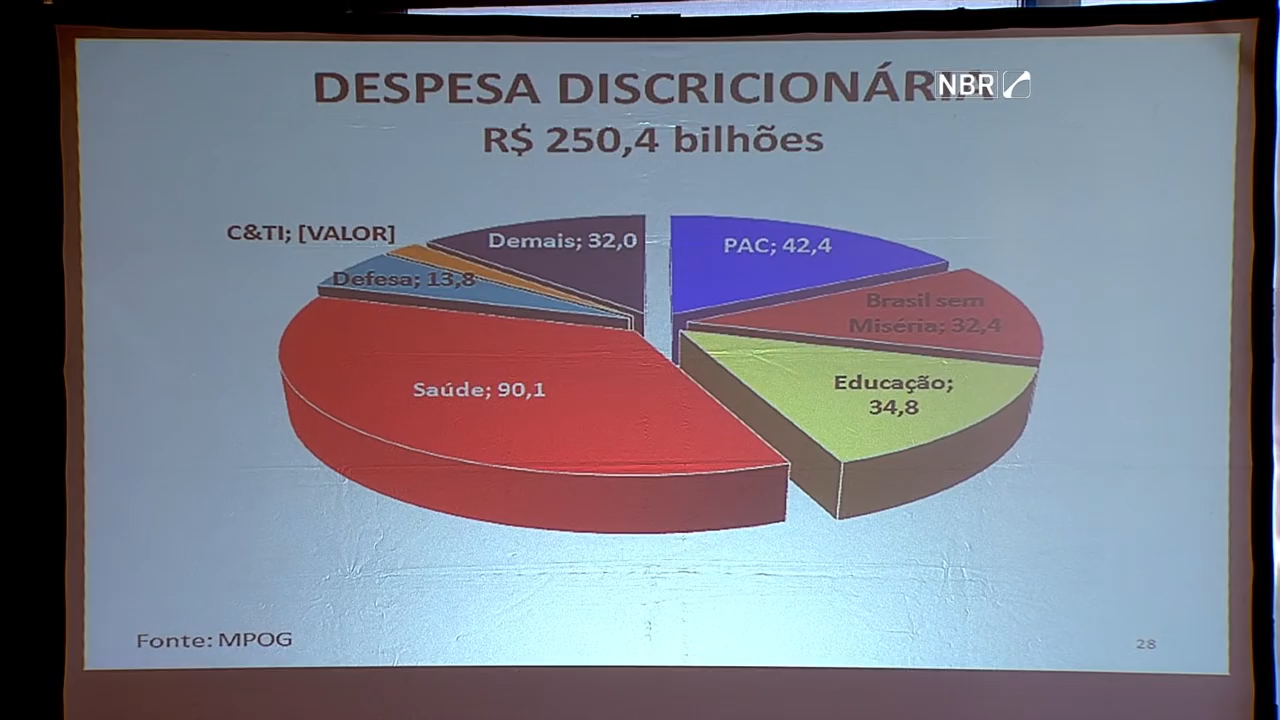 DESPESA DISCRICIONÁRIA
NBR
R$ 250,4 bilhões
C&TI; [VALOR]
Demais; 32,0
PAC; 42,4
Defesa; 13,8
Brasil sem
Miséria; 32,4
Saúde; 90,1
Educação;
34,8
Fonte: MPOG
28